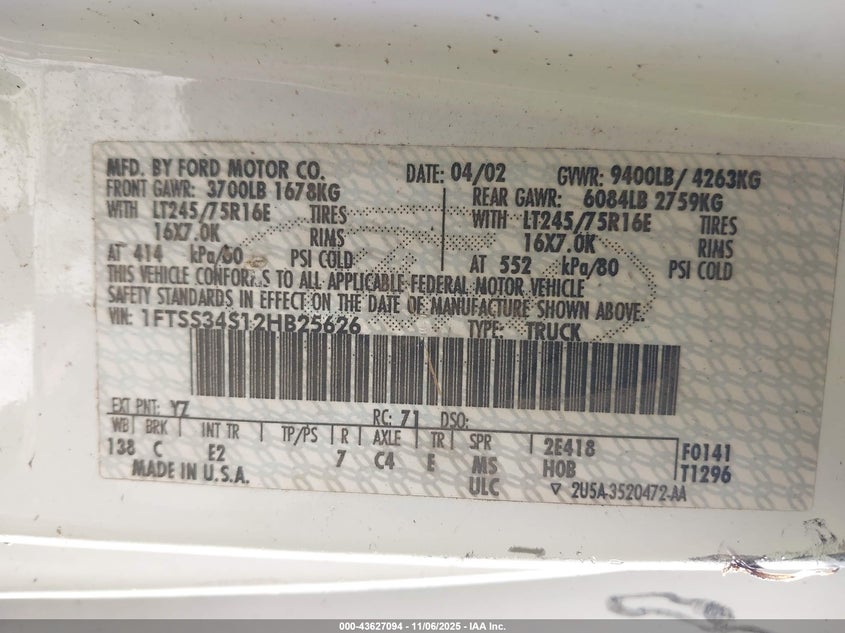 MFD. BY FORD MOTOR CO. DATE: 04/02 GVWR: 9400LB/ 4263KG
FRONT GAWR: 3700LB 1678KG REAR GAWR: 6084LB 2759KG
WITH LT245/75R16E TIRES WITH LT245/75R16E TIRES
16X7.0K RIMS 16X7.0K RIMS
AT 414 kPa/60 PSI COLD AT 552 kPa/80 PSI COLD
THIS VEHICLE CONFORMS TO ALL APPLICABLE FEDERAL MOTOR VEHICLE
SAFETY STANDARDS IN EFFECT ON THE DATE OF MANUFACTURE SHOWN ABOVE.
VIN: 1FTSS34S12HB25626 TYPE: TRUCK
EXT PNT: YZ RC: 71 DSO:
WB BRK INT TR TP/PS R AXLE TR SPR 2E418 F0141
138 C E2 7 C4 E MS HOB T1296
MADE IN U.S.A. ULC ▽ 2U5A-3520472-AA
000-43627094 - 11/06/2025 - IAA Inc.